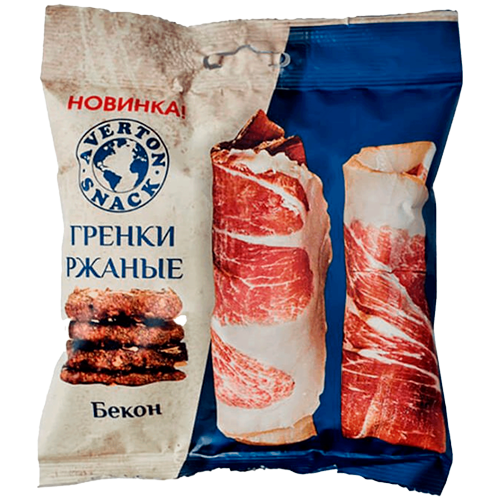 НОВИНКА!
AVERTON
SNACK
ГРЕНКИ
РЖАНЫЕ
Бекон